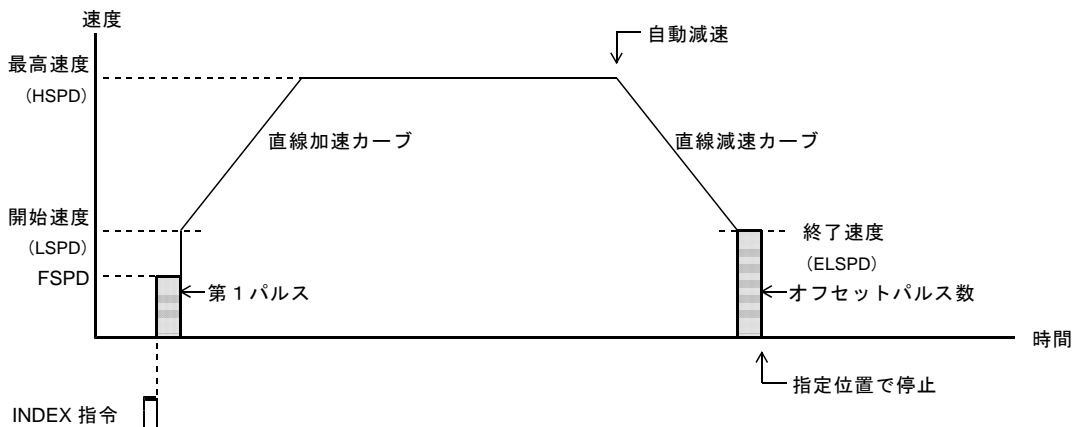 速度
自動減速
最高速度
(HSPD)
直線加速カーブ
直線減速カーブ
開始速度
(LSPD)
終了速度
(ELSPD)
FSPD
第1パルス
オフセットパルス数
時間
指定位置で停止
INDEX 指令